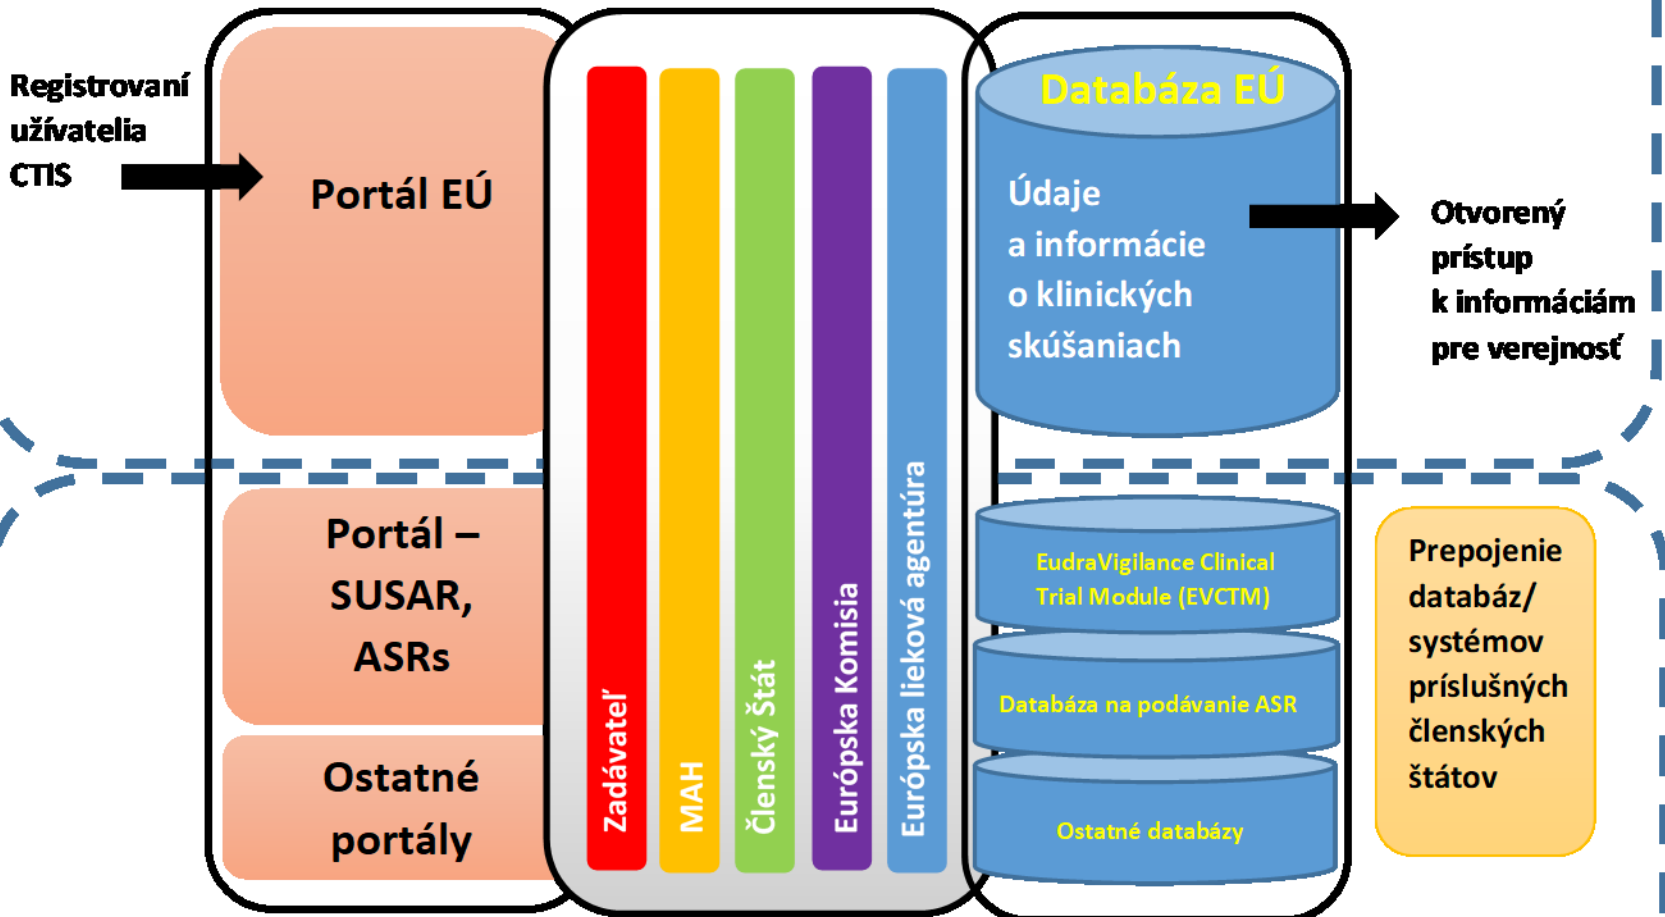 Registrovaní
užívatelia
CTIS
Portál EÚ
Portál –
SUSAR,
ASRs
Ostatné
portály
Zadávateľ
MAH
Členský Štát
Európska Komisia
Európska lieková agentúra
Databáza EÚ
Údaje
a informácie
o klinických
skúšaniach
EudraVigilance Clinical
Trial Module (EVCTM)
Databáza na podávanie ASR
Ostatné databázy
Otvorený
prístup
k informáciám
pre verejnosť
Prepojenie
databáz/
systémov
príslušných
členských
štátov